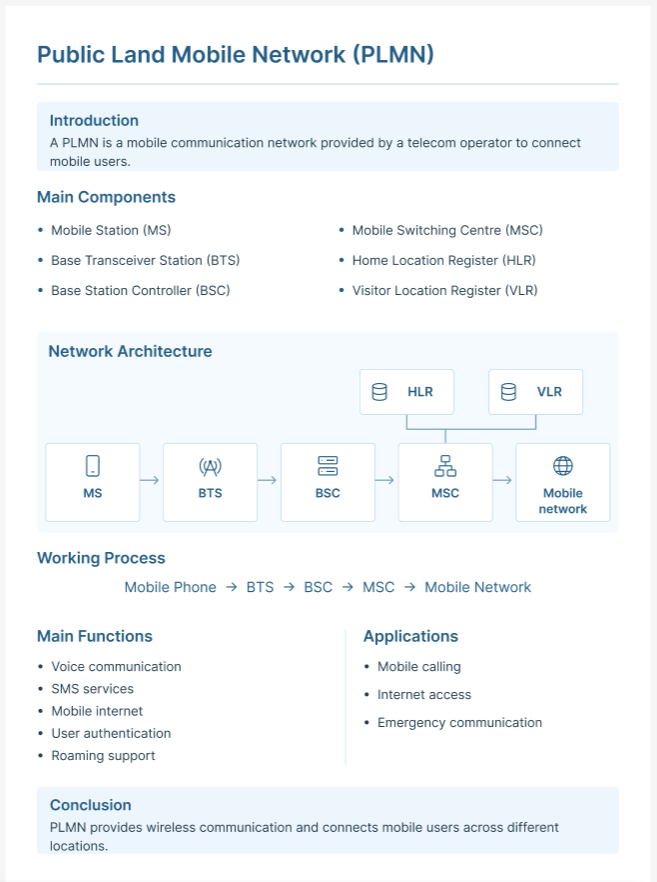 Public Land Mobile Network (PLMN)
Introduction
A PLMN is a mobile communication network provided by a telecom operator to connect
mobile users.
Main Components
• Mobile Station (MS)
• Base Transceiver Station (BTS)
• Base Station Controller (BSC)
• Mobile Switching Centre (MSC)
• Home Location Register (HLR)
• Visitor Location Register (VLR)
Network Architecture
HLR
VLR
MS
BTS
BSC
MSC
Mobile
network
Working Process
Mobile Phone → BTS → BSC → MSC → Mobile Network
Main Functions
• Voice communication
• SMS services
• Mobile internet
• User authentication
• Roaming support
Applications
• Mobile calling
• Internet access
• Emergency communication
Conclusion
PLMN provides wireless communication and connects mobile users across different
locations.